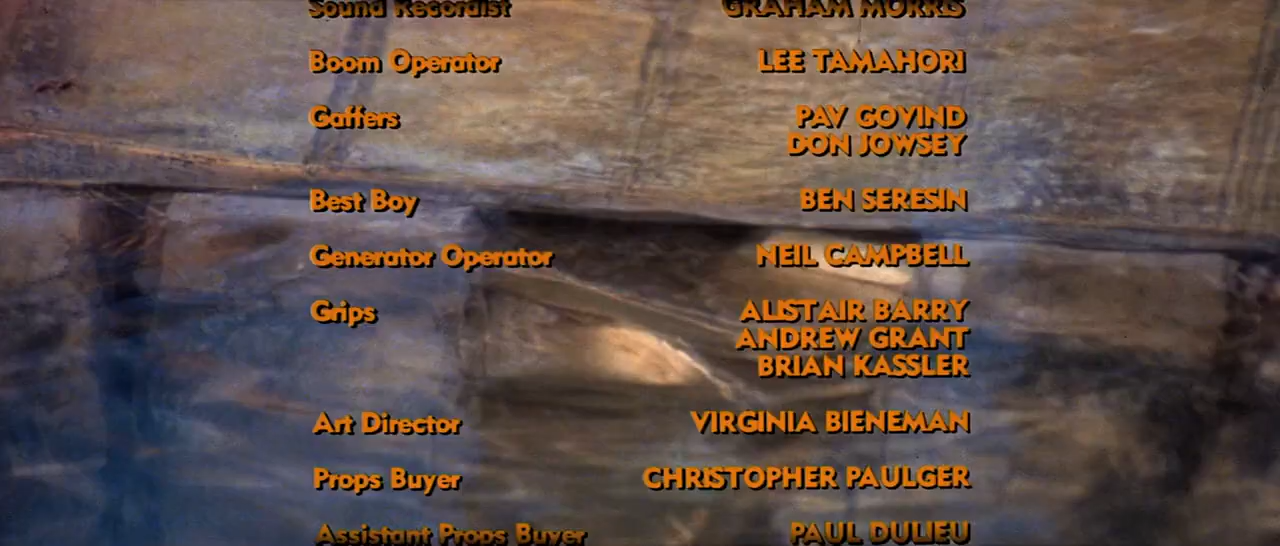 Sound Recordist GRAHAM MORRIS
Boom Operator LEE TAMAHORI
Gaffers PAV GOVIND
DON JOWSEY
Best Boy BEN SERESIN
Generator Operator NEIL CAMPBELL
Grips ALISTAIR BARRY
ANDREW GRANT
BRIAN KASSLER
Art Director VIRGINIA BIENEMAN
Props Buyer CHRISTOPHER PAULGER
Assistant Props Buyer PAUL DULIEU